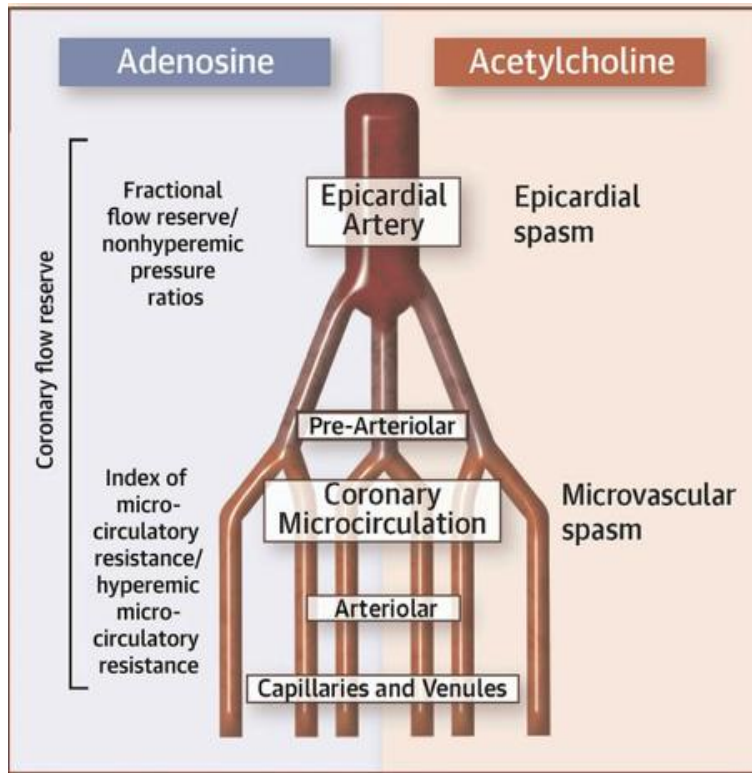 Adenosine
Acetylcholine
Coronary flow reserve
Fractional
flow reserve/
nonhyperemic
pressure
ratios
Epicardial
Artery
Epicardial
spasm
Pre-Arteriolar
Index of
micro-
circulatory
resistance/
hyperemic
micro-
circulatory
resistance
Coronary
Microcirculation
Microvascular
spasm
Arteriolar
Capillaries and Venules